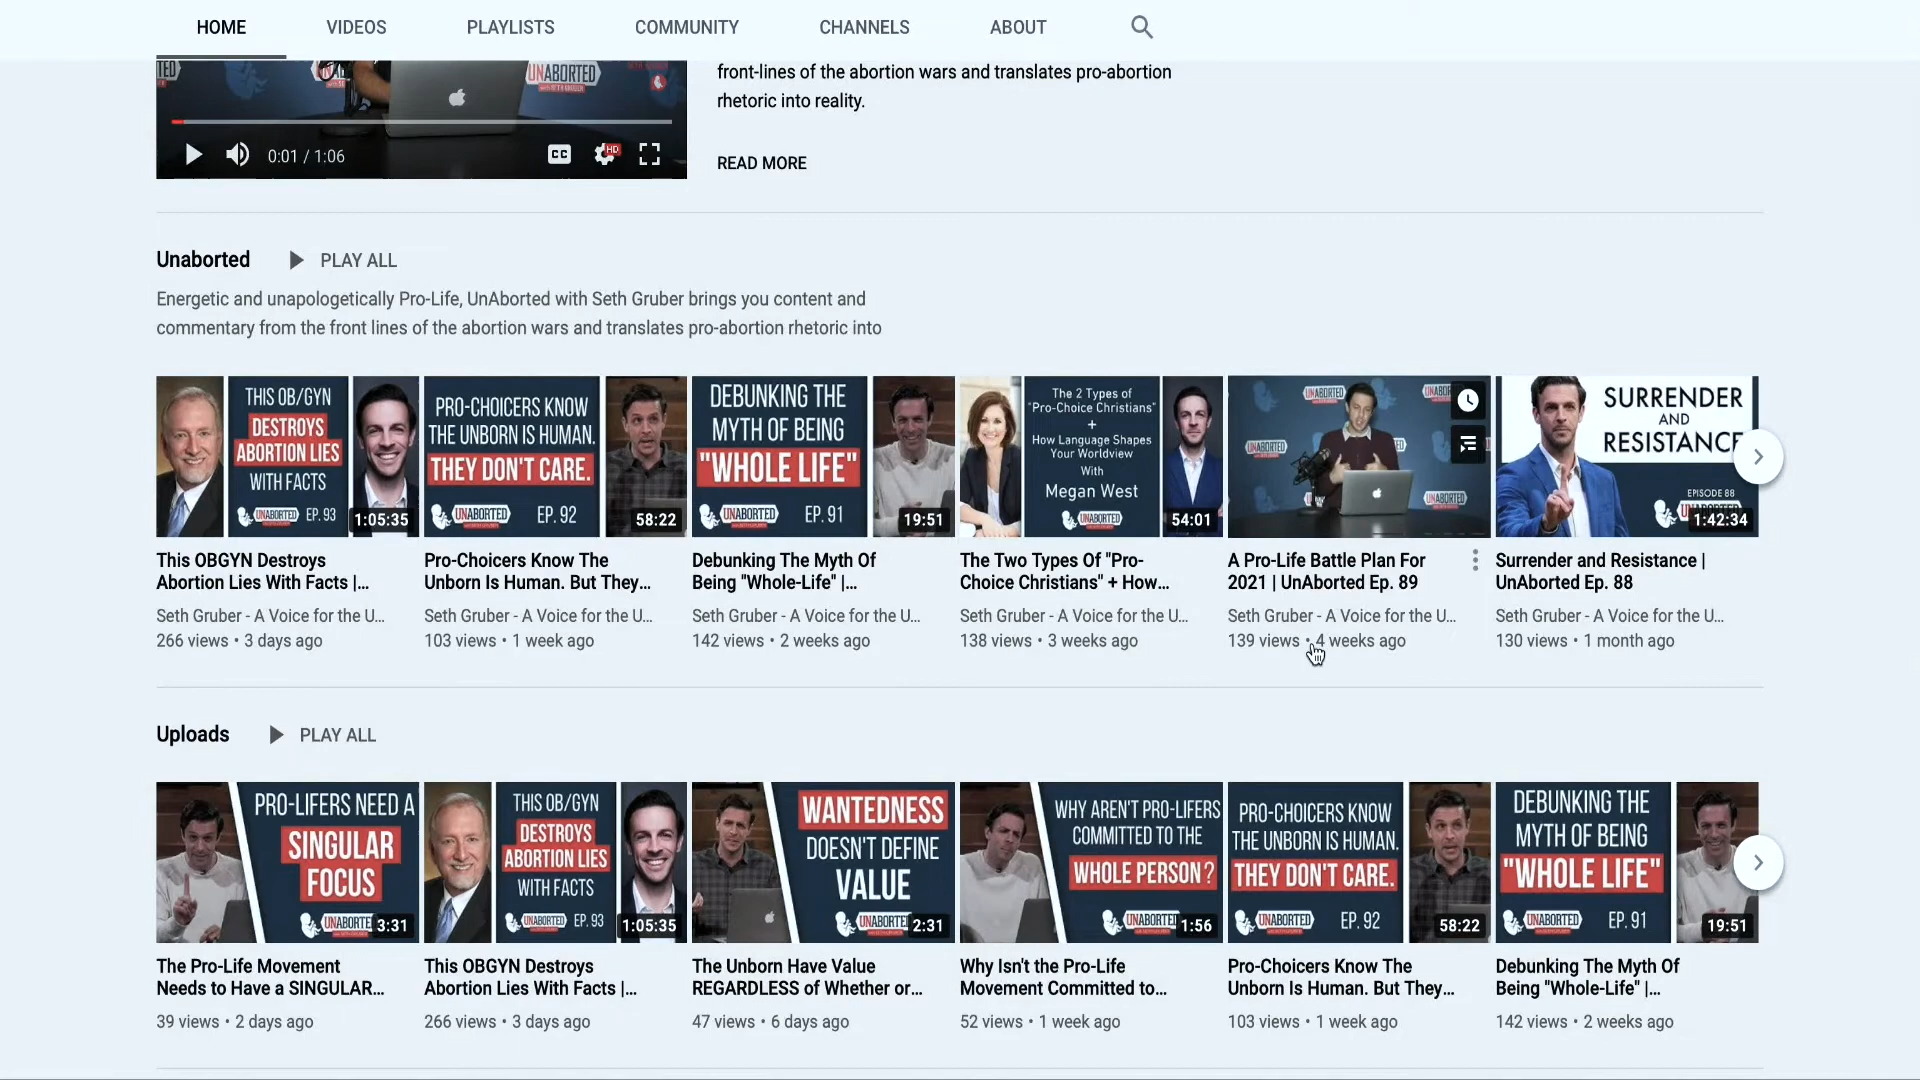 HOME
VIDEOS
PLAYLISTS
COMMUNITY
CHANNELS
ABOUT
UNABORTED
front-lines of the abortion wars and translates pro-abortion
rhetoric into reality.
0:01 / 1:06
CC
HD
READ MORE
Unaborted
PLAY ALL
Energetic and unapologetically Pro-Life, UnAborted with Seth Gruber brings you content and
commentary from the front lines of the abortion wars and translates pro-abortion rhetoric into
THIS OB/GYN
DESTROYS
ABORTION LIES
WITH FACTS
UNABORTED EP. 93
1:05:35
PRO-CHOICERS KNOW
THE UNBORN IS HUMAN.
THEY DON'T CARE.
UNABORTED EP. 92
58:22
DEBUNKING THE
MYTH OF BEING
"WHOLE LIFE"
UNABORTED EP. 91
19:51
The 2 Types of
"Pro-Choice Christians"
+
How Language Shapes
Your Worldview
With
Megan West
UNABORTED
54:01
UNABORTED
UNABORTED
UNABORTED
SURRENDER
AND
RESISTANCE
EPISODE 88
1:42:34
This OBGYN Destroys
Abortion Lies With Facts |...
Seth Gruber - A Voice for the U...
266 views • 3 days ago
Pro-Choicers Know The
Unborn Is Human. But They...
Seth Gruber - A Voice for the U...
103 views • 1 week ago
Debunking The Myth Of
Being "Whole-Life" |...
Seth Gruber - A Voice for the U...
142 views • 2 weeks ago
The Two Types Of "Pro-
Choice Christians" + How...
Seth Gruber - A Voice for the U...
138 views • 3 weeks ago
A Pro-Life Battle Plan For
2021 | UnAborted Ep. 89
Seth Gruber - A Voice for the U...
139 views • 4 weeks ago
Surrender and Resistance |
UnAborted Ep. 88
Seth Gruber - A Voice for the U...
130 views • 1 month ago
Uploads
PLAY ALL
PRO-LIFERS NEED A
SINGULAR
FOCUS
UNABORTE
3:31
THIS OB/GYN
DESTROYS
ABORTION LIES
WITH FACTS
UNABORTED EP. 93
1:05:35
WANTEDNESS
DOESN'T DEFINE
VALUE
UNABORTE
2:31
WHY AREN'T PRO-LIFERS
COMMITTED TO THE
WHOLE PERSON?
UNABORTE
1:56
PRO-CHOICERS KNOW
THE UNBORN IS HUMAN.
THEY DON'T CARE.
UNABORTED EP. 92
58:22
DEBUNKING THE
MYTH OF BEING
"WHOLE LIFE"
UNABORTED EP. 91
19:51
The Pro-Life Movement
Needs to Have a SINGULAR...
39 views • 2 days ago
This OBGYN Destroys
Abortion Lies With Facts |...
266 views • 3 days ago
The Unborn Have Value
REGARDLESS of Whether or...
47 views • 6 days ago
Why Isn't the Pro-Life
Movement Committed to...
52 views • 1 week ago
Pro-Choicers Know The
Unborn Is Human. But They...
103 views • 1 week ago
Debunking The Myth Of
Being "Whole-Life" |...
142 views • 2 weeks ago